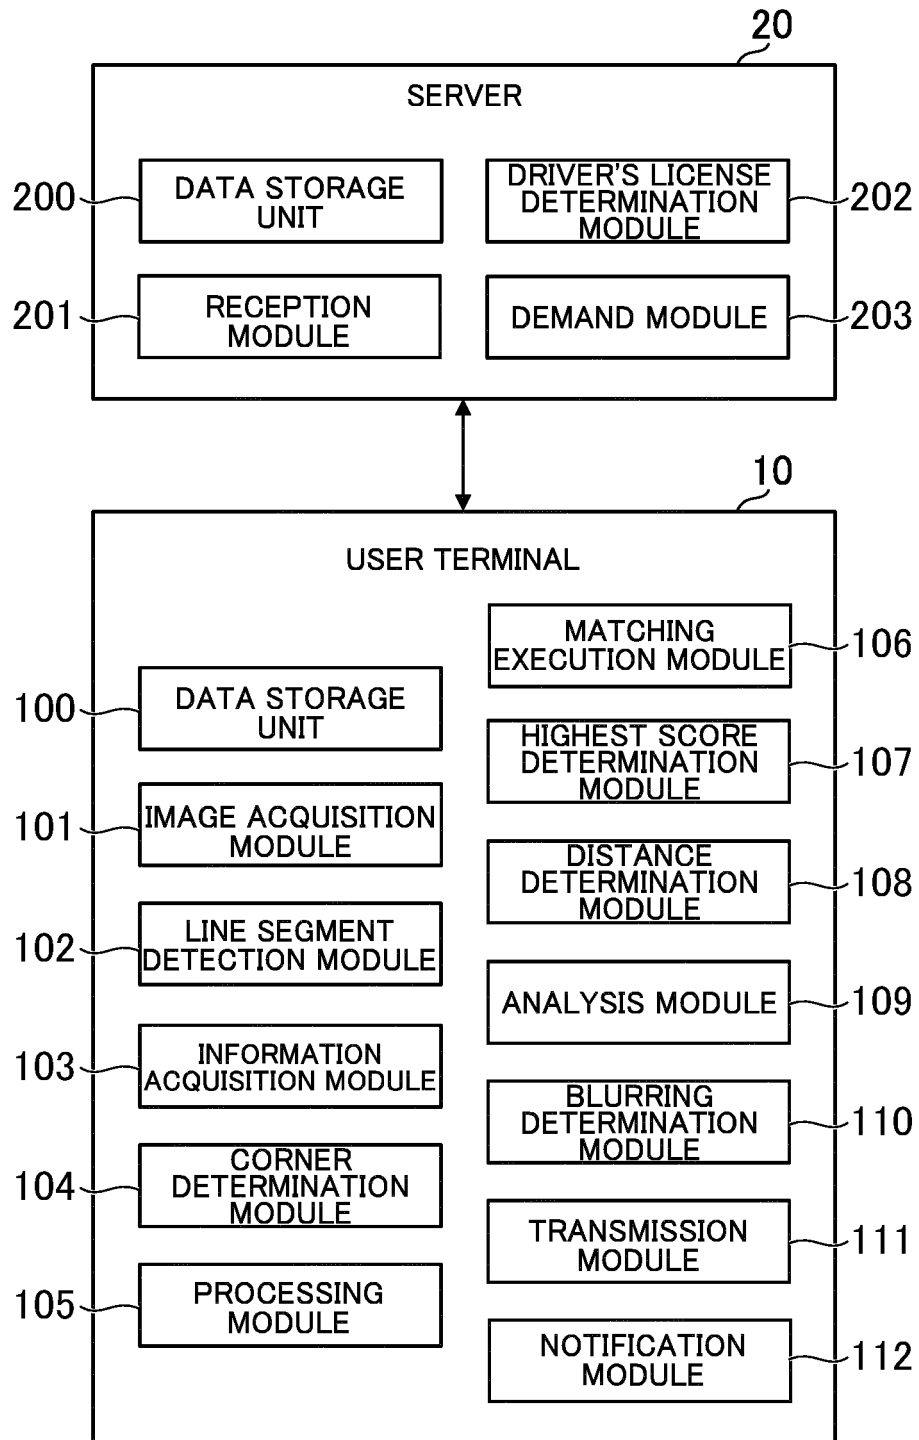 20
SERVER
200
DATA STORAGE
UNIT
DRIVER'S LICENSE
DETERMINATION
MODULE
202
201
RECEPTION
MODULE
DEMAND MODULE
203
10
USER TERMINAL
100
DATA STORAGE
UNIT
101
IMAGE ACQUISITION
MODULE
102
LINE SEGMENT
DETECTION MODULE
103
INFORMATION
ACQUISITION MODULE
104
CORNER
DETERMINATION
MODULE
105
PROCESSING
MODULE
MATCHING
EXECUTION MODULE
106
HIGHEST SCORE
DETERMINATION
MODULE
107
DISTANCE
DETERMINATION
MODULE
108
ANALYSIS MODULE
109
BLURRING
DETERMINATION
MODULE
110
TRANSMISSION
MODULE
111
NOTIFICATION
MODULE
112